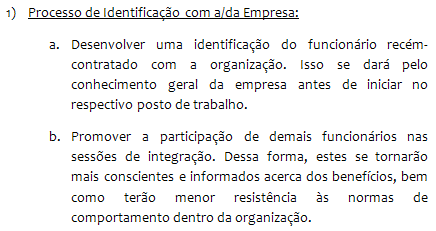 1) Processo de Identificação com a/da Empresa:
a. Desenvolver uma identificação do funcionário recém-
contratado com a organização. Isso se dará pelo
conhecimento geral da empresa antes de iniciar no
respectivo posto de trabalho.
b. Promover a participação de demais funcionários nas
sessões de integração. Dessa forma, estes se tornarão
mais conscientes e informados acerca dos benefícios, bem
como terão menor resistência às normas de
comportamento dentro da organização.